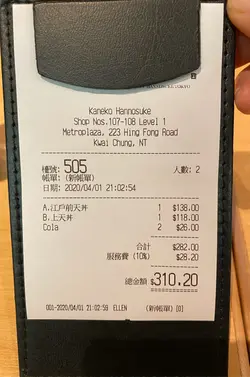 Kaneko Hannosuke
Shop Nos.107-108 Level 1
Metroplaza, 223 Hing Fong Road
Kwai Chung, NT
檯號: 505 人數: 2
帳單: (新帳單)
日期: 2020/04/01 21:02:54
A.江戶前天丼 1 $138.00
B.上天丼 1 $118.00
Cola 2 $26.00
合計 $282.00
服務費 (10%) $28.20
總金額 $310.20
001-2020/04/01 21:02:59 ELLEN (新帳單) [0]